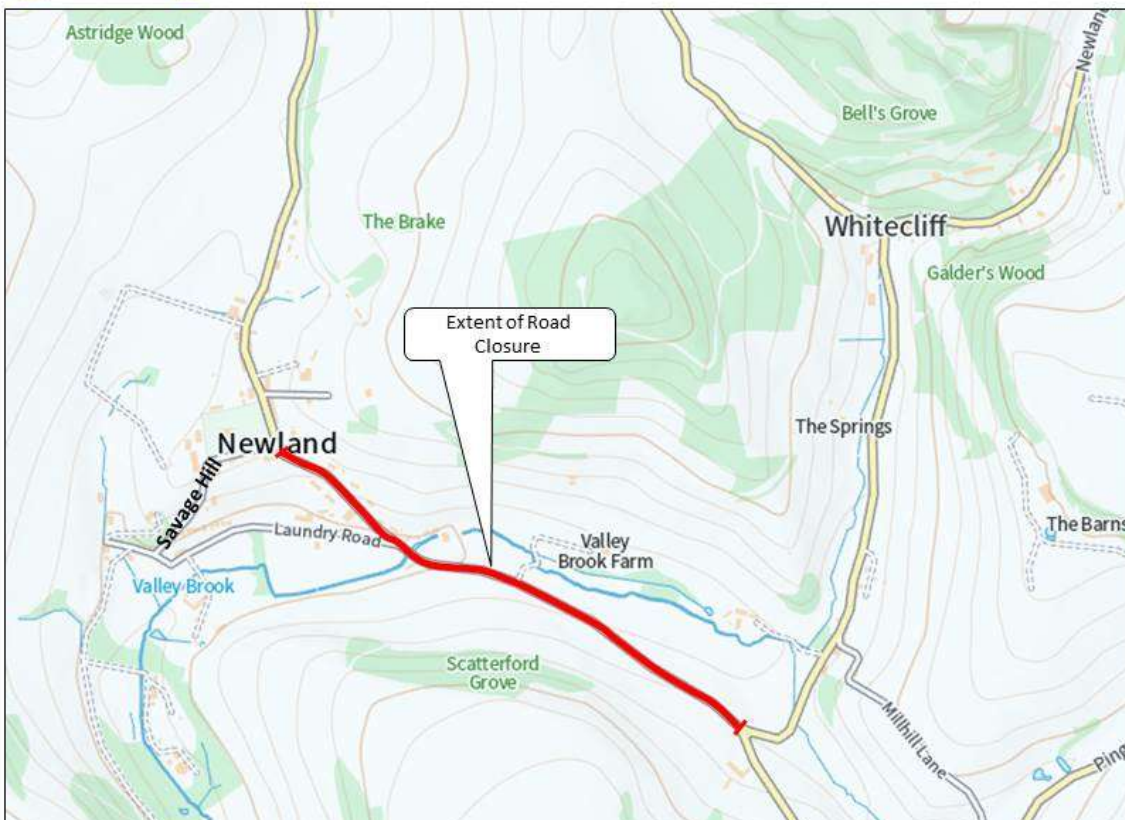 Astridge Wood
Newland
Bell's Grove
The Brake
Whitecliff
Galder's Wood
Extent of Road
Closure
The Springs
Newland
Savage Hill
Laundry Road
The Barns
Valley
Brook Farm
Valley Brook
Scatterford
Grove
Millhill Lane